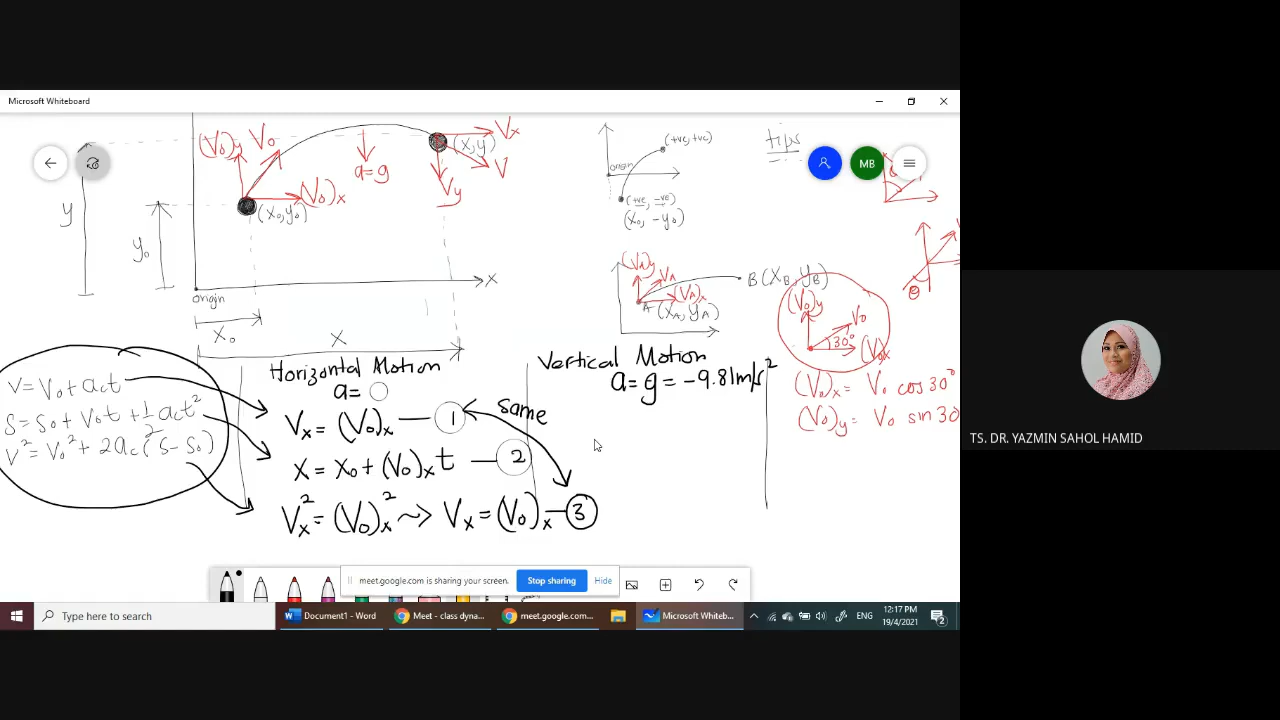 Microsoft Whiteboard
(V₀)y
V₀
(V₀)x
(x₀,y₀)
a=g
(x,y)
Vx
V
Vy
y
y₀
x
origin
X₀
X
origin
(+ve,+ve)
(+ve, -ve)
(x₀, -y₀)
tips
MB
(VA)y
VA
(VA)x
A
(XA, YA)
B(XB, YB)
θ
(V₀)y
V₀
30°
(V₀)x
(V₀)x = V₀ cos 30°
(V₀)y = V₀ sin 30
V = V₀ + act
S = S₀ + V₀t + 1/2 act²
V² = V₀² + 2ac(S - S₀)
Horizontal Motion
a = 0
Vx = (V₀)x — 1
same
x = x₀ + (V₀)x t — 2
Vx² = (V₀)x² ~> Vx = (V₀)x — 3
Vertical Motion
a = g = -9.81m/s²
meet.google.com is sharing your screen.
Stop sharing
Hide
Type here to search
Document1 - Word
Meet - class dyna...
meet.google.com...
Microsoft Whiteb...
ENG
12:17 PM
19/4/2021
2
TS. DR. YAZMIN SAHOL HAMID